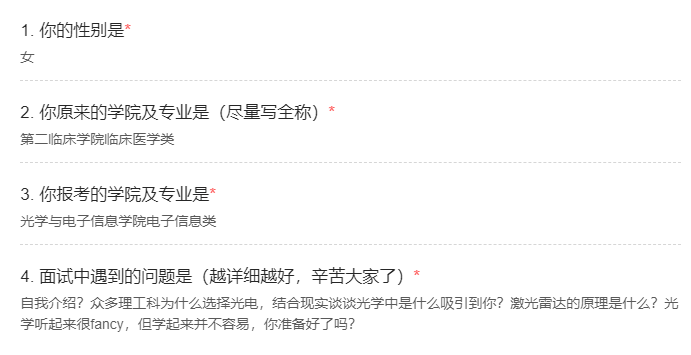 1. 你的性别是*
女
2. 你原来的学院及专业是（尽量写全称）*
第二临床学院临床医学类
3. 你报考的学院及专业是*
光学与电子信息学院电子信息类
4. 面试中遇到的问题是（越详细越好，辛苦大家了）*
自我介绍？众多理工科为什么选择光电，结合现实谈谈光学中是什么吸引到你？激光雷达的原理是什么？光
学听起来很fancy，但学起来并不容易，你准备好了吗？